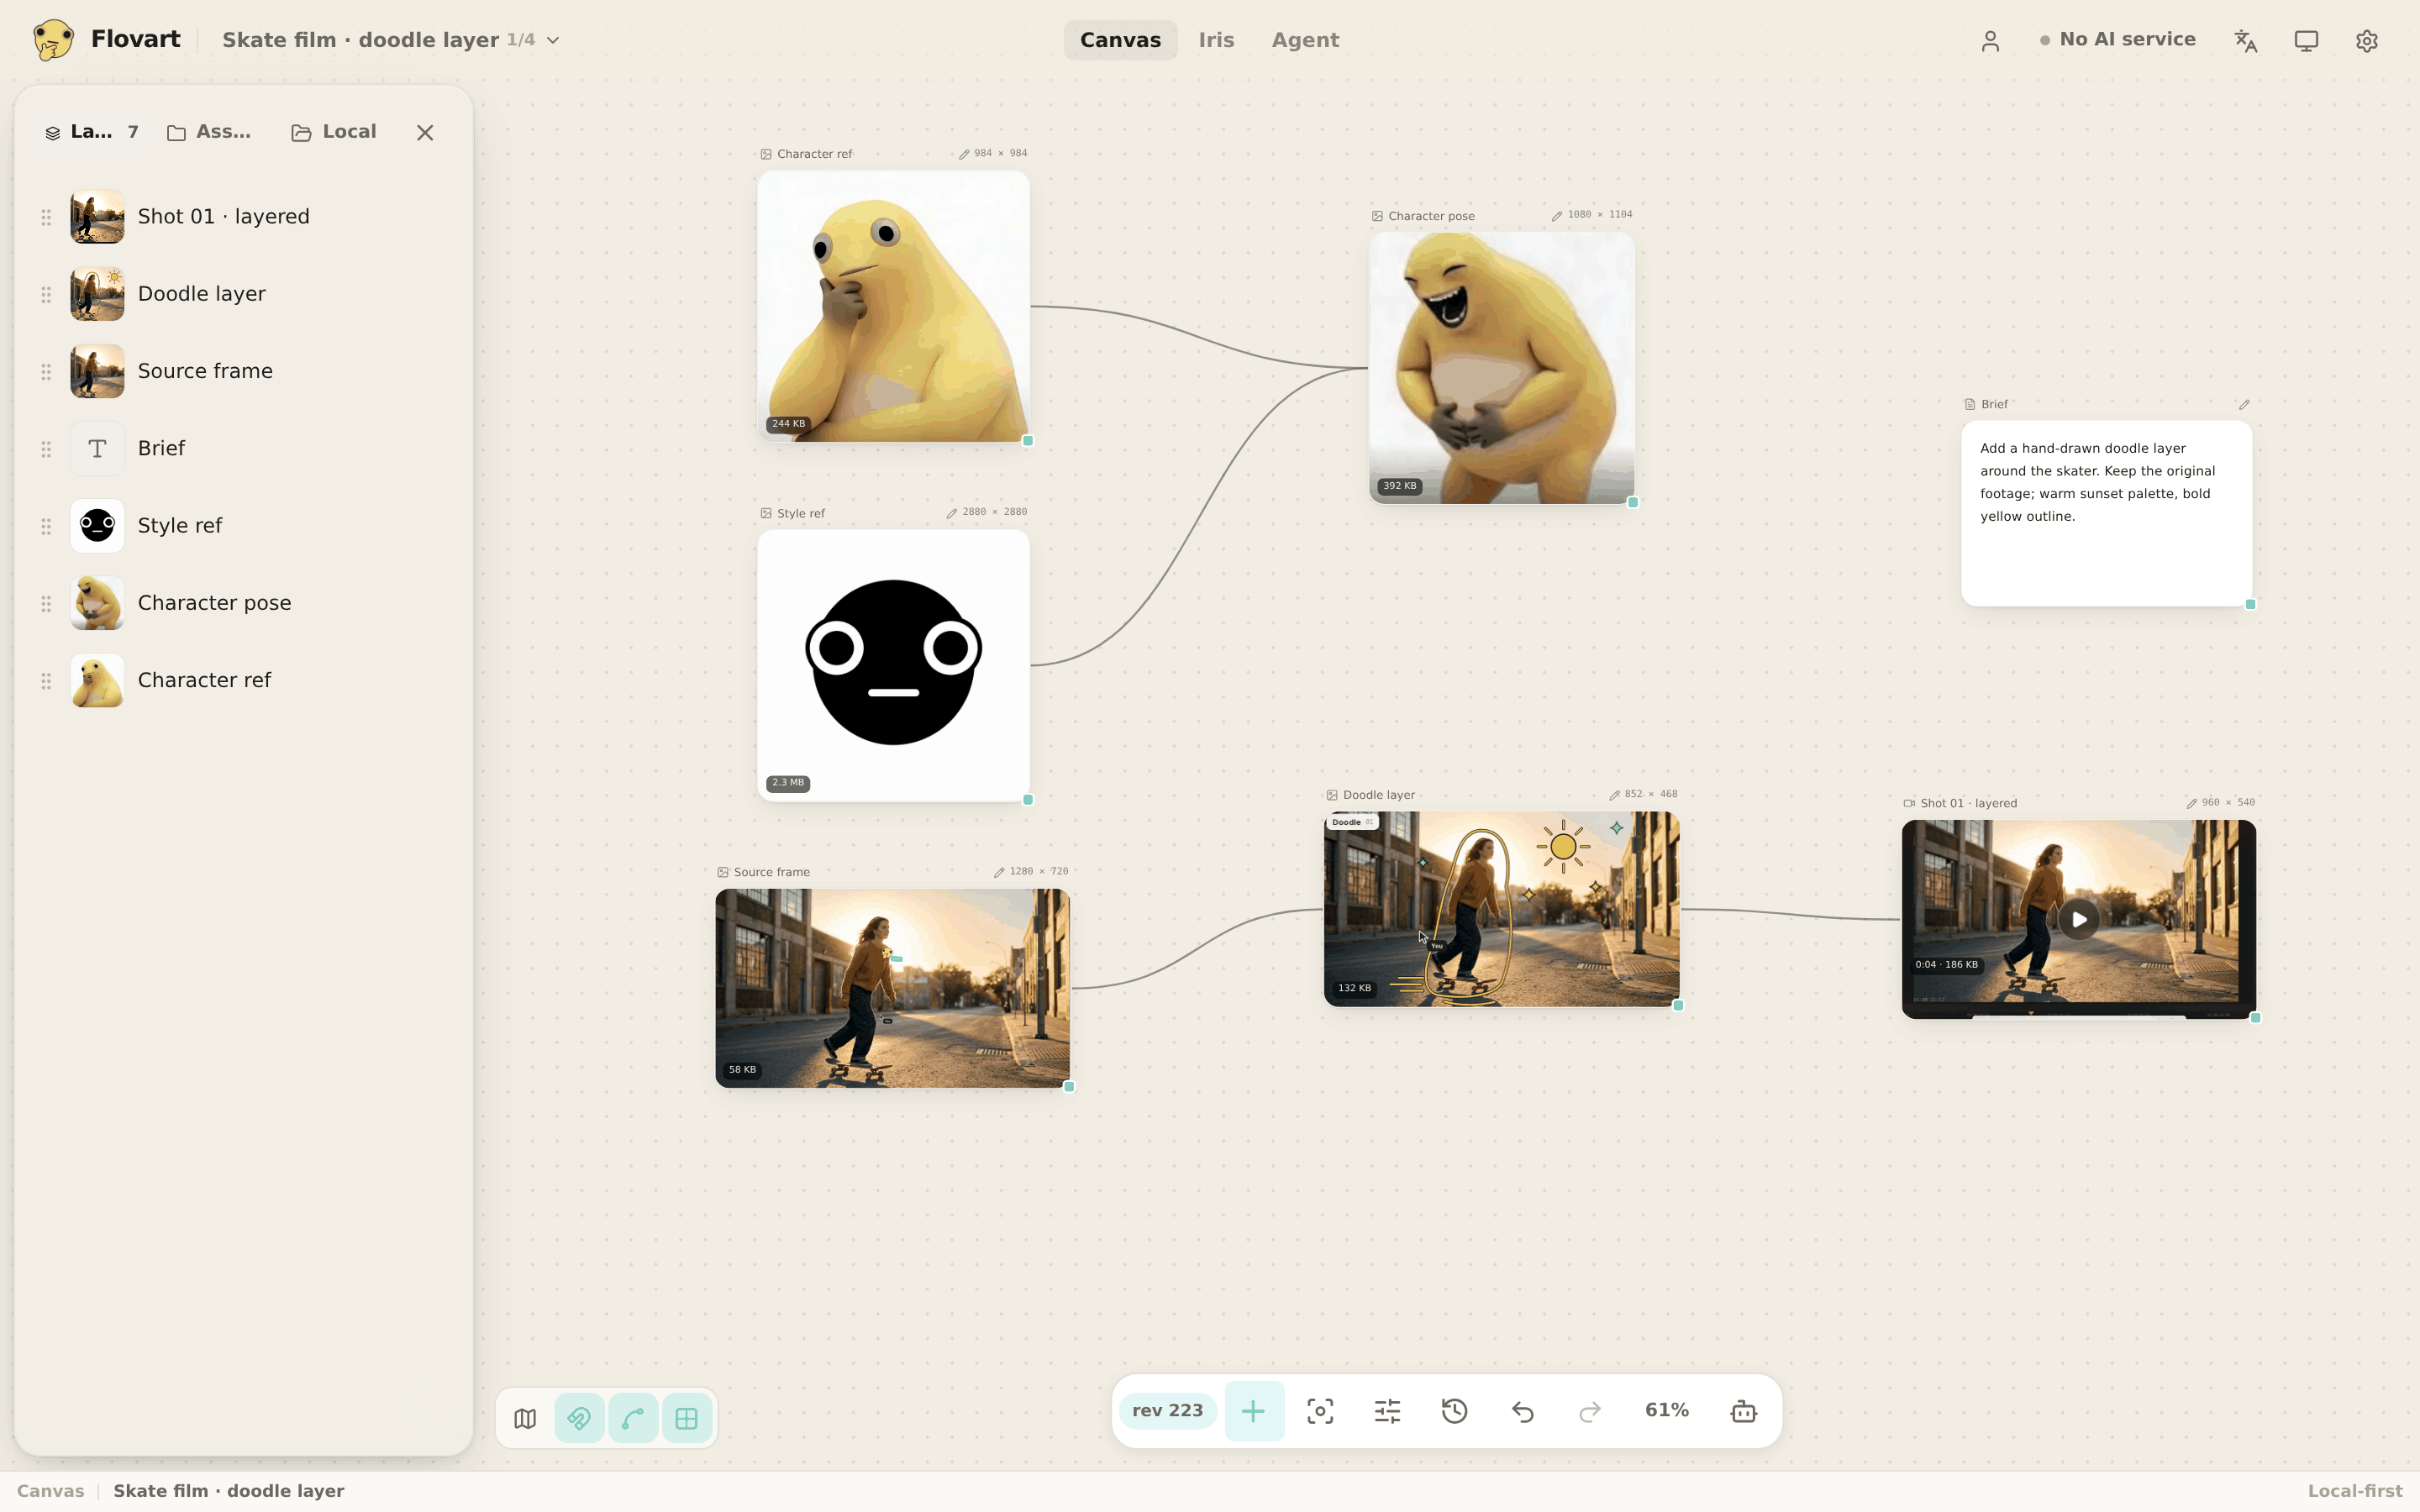 Flovart
Skate film · doodle layer 1/4
Canvas
Iris
Agent
No AI service
La... 7
Ass...
Local
Shot 01 · layered
Doodle layer
Source frame
Brief
Style ref
Character pose
Character ref
Character ref
984 × 984
244 KB
Character pose
1080 × 1104
392 KB
Brief
Add a hand-drawn doodle layer
around the skater. Keep the original
footage; warm sunset palette, bold
yellow outline.
Style ref
2880 × 2880
2.3 MB
Doodle layer
852 × 468
Doodle
You
132 KB
Shot 01 · layered
960 × 540
0:04 · 186 KB
Source frame
1280 × 720
58 KB
rev 223
61%
Canvas
Skate film · doodle layer
Local-first